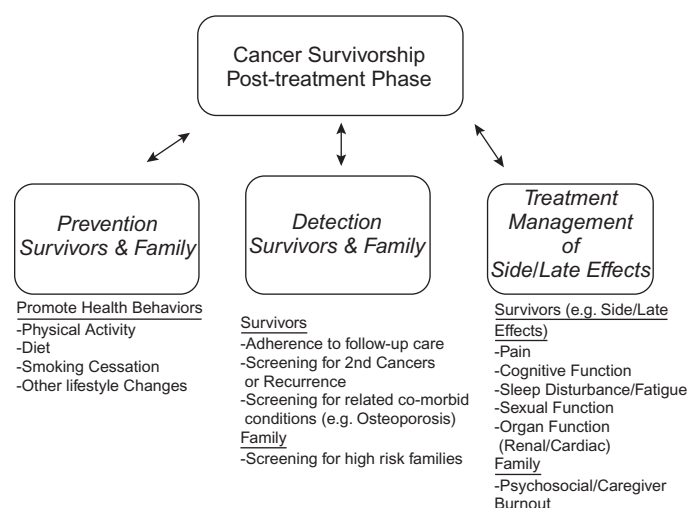 Cancer Survivorship
Post-treatment Phase
Prevention
Survivors & Family
Promote Health Behaviors
-Physical Activity
-Diet
-Smoking Cessation
-Other lifestyle Changes
Detection
Survivors & Family
Survivors
-Adherence to follow-up care
-Screening for 2nd Cancers
or Recurrence
-Screening for related co-morbid
conditions (e.g. Osteoporosis)
Family
-Screening for high risk families
Treatment
Management
of
Side/Late Effects
Survivors (e.g. Side/Late
Effects)
-Pain
-Cognitive Function
-Sleep Disturbance/Fatigue
-Sexual Function
-Organ Function
(Renal/Cardiac)
Family
-Psychosocial/Caregiver
Burnout